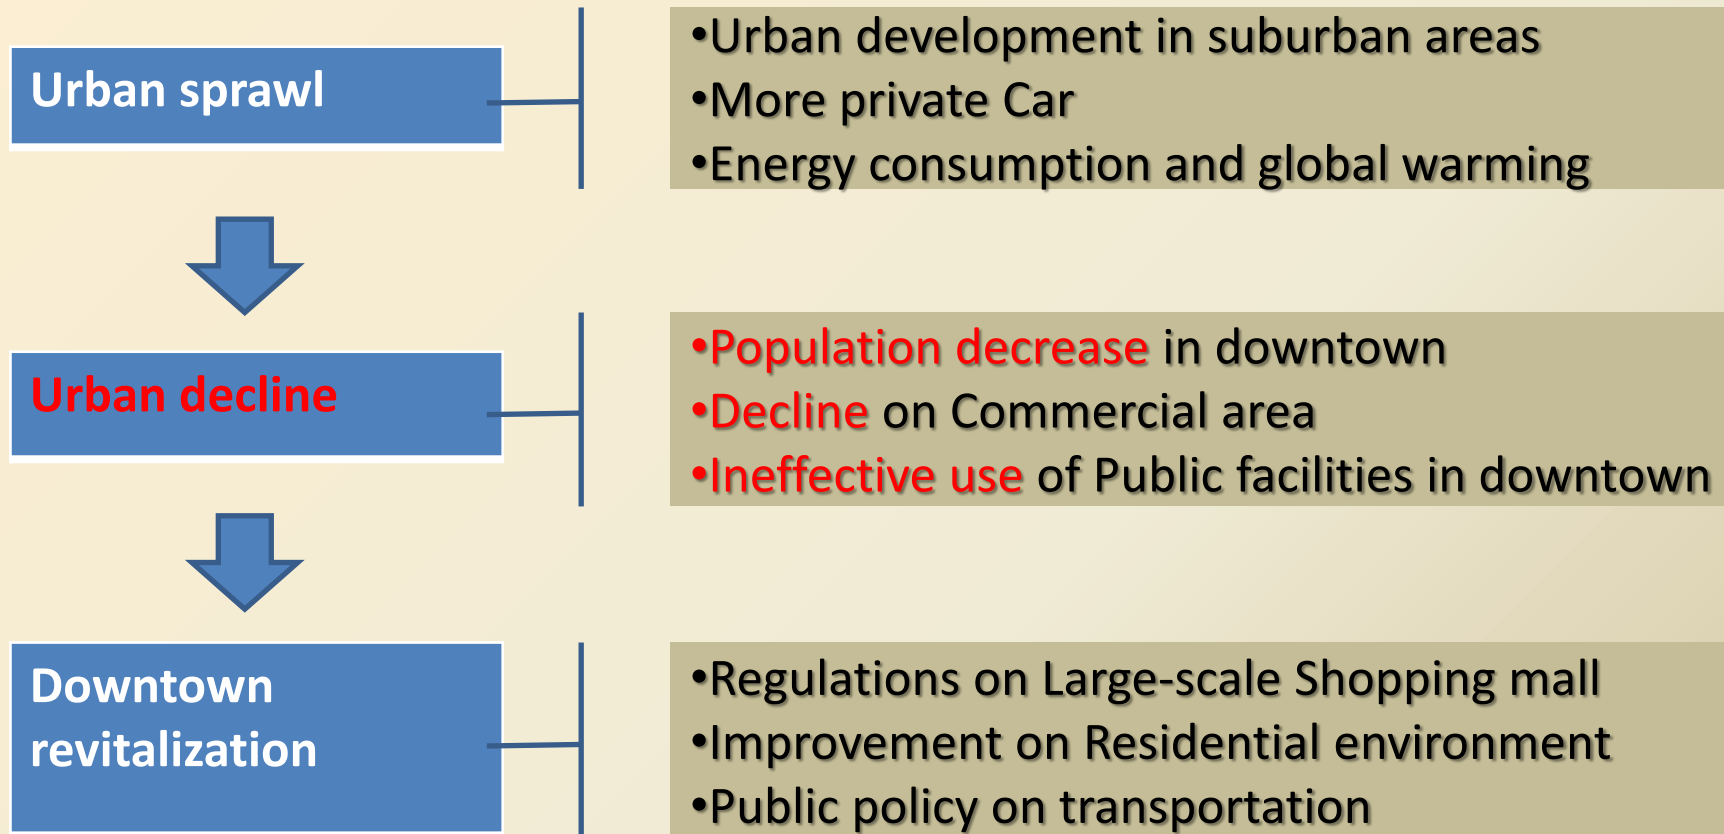 Urban sprawl
•Urban development in suburban areas
•More private Car
•Energy consumption and global warming
Urban decline
•Population decrease in downtown
•Decline on Commercial area
•Ineffective use of Public facilities in downtown
Downtown
revitalization
•Regulations on Large-scale Shopping mall
•Improvement on Residential environment
•Public policy on transportation